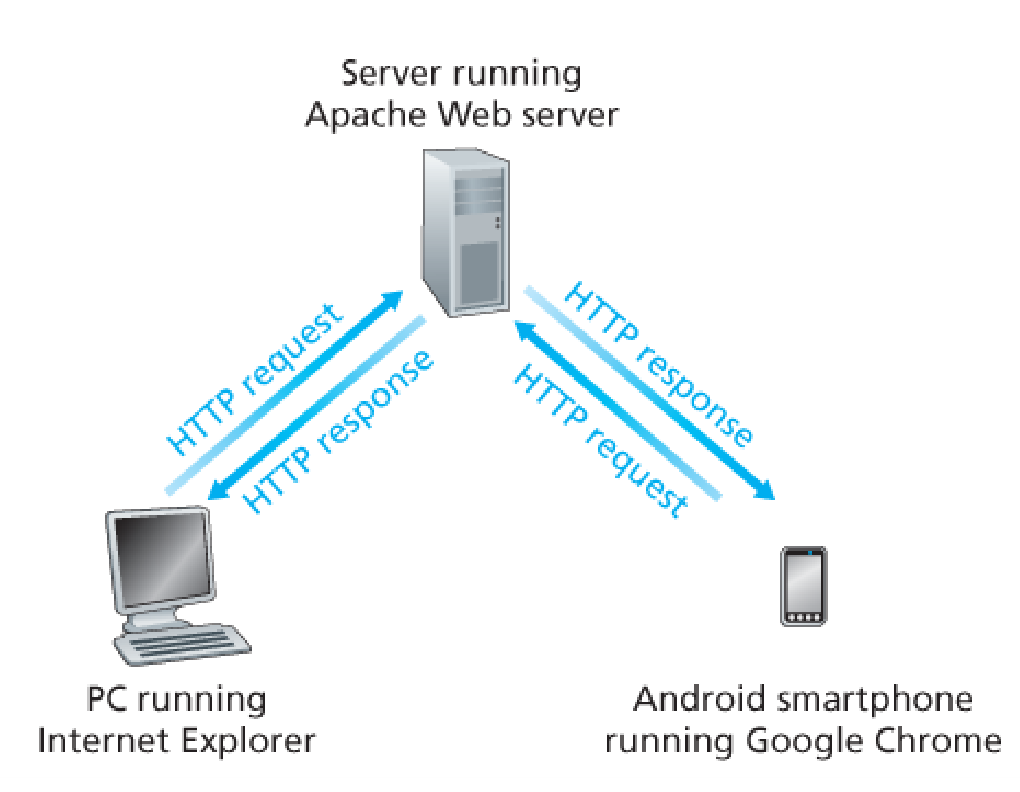 Server running
Apache Web server
HTTP request
HTTP response
HTTP response
HTTP request
PC running
Internet Explorer
Android smartphone
running Google Chrome